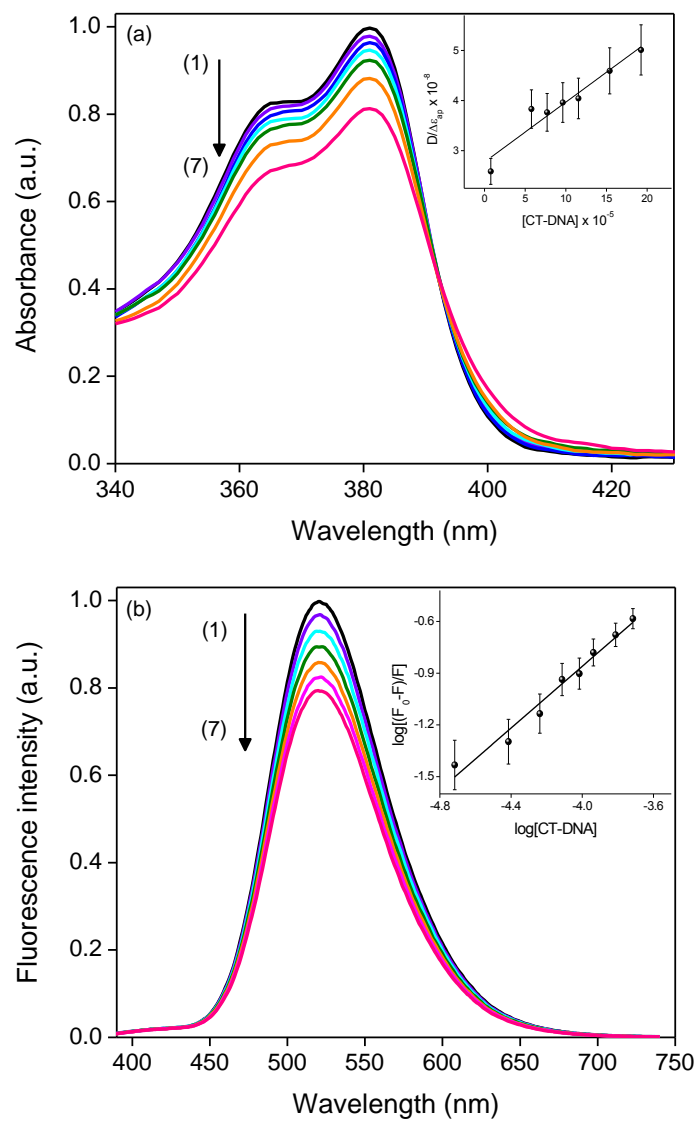 (a)
(1)
(7)
Absorbance (a.u.)
1.0
0.8
0.6
0.4
0.2
0.0
340 360 380 400 420
Wavelength (nm)
D/Δε_ap x 10⁻⁸
5
4
3
0 5 10 15 20
[CT-DNA] x 10⁻⁵
(b)
(1)
(7)
Fluorescence intensity (a.u.)
1.0
0.8
0.6
0.4
0.2
0.0
400 450 500 550 600 650 700 750
Wavelength (nm)
log[(F₀-F)/F]
-0.6
-0.9
-1.2
-1.5
-4.8 -4.4 -4.0 -3.6
log[CT-DNA]